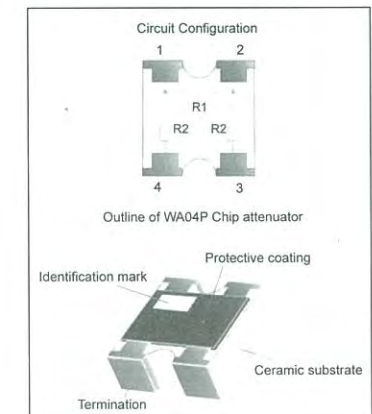 Circuit Configuration
1 2
R1
R2 R2
4 3
Outline of WA04P Chip attenuator
Protective coating
Identification mark
Ceramic substrate
Termination